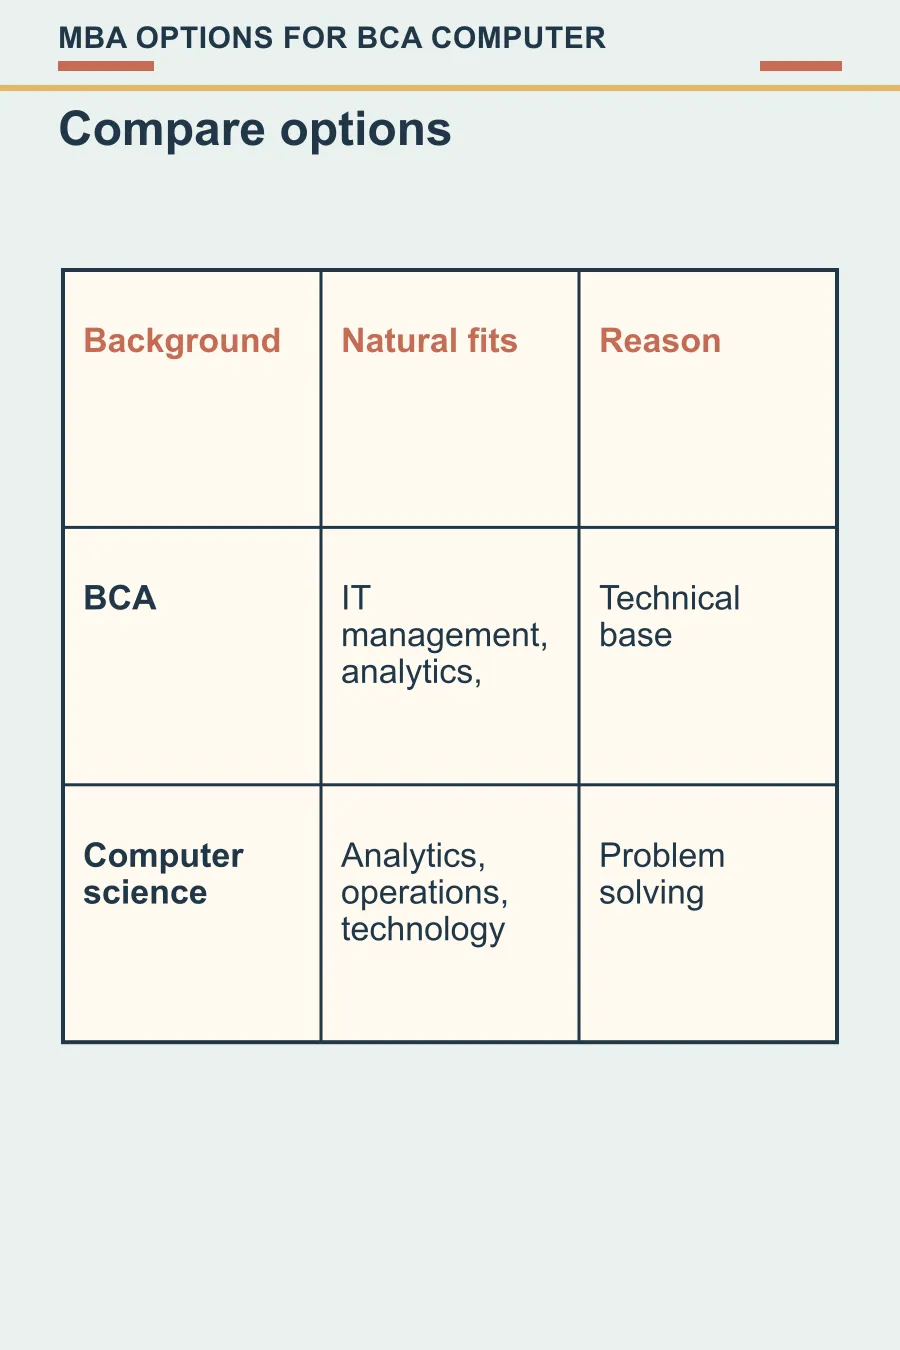 MBA OPTIONS FOR BCA COMPUTER
Compare options
Background
Natural fits
Reason
BCA
IT
management,
analytics,
Technical
base
Computer
science
Analytics,
operations,
technology
Problem
solving